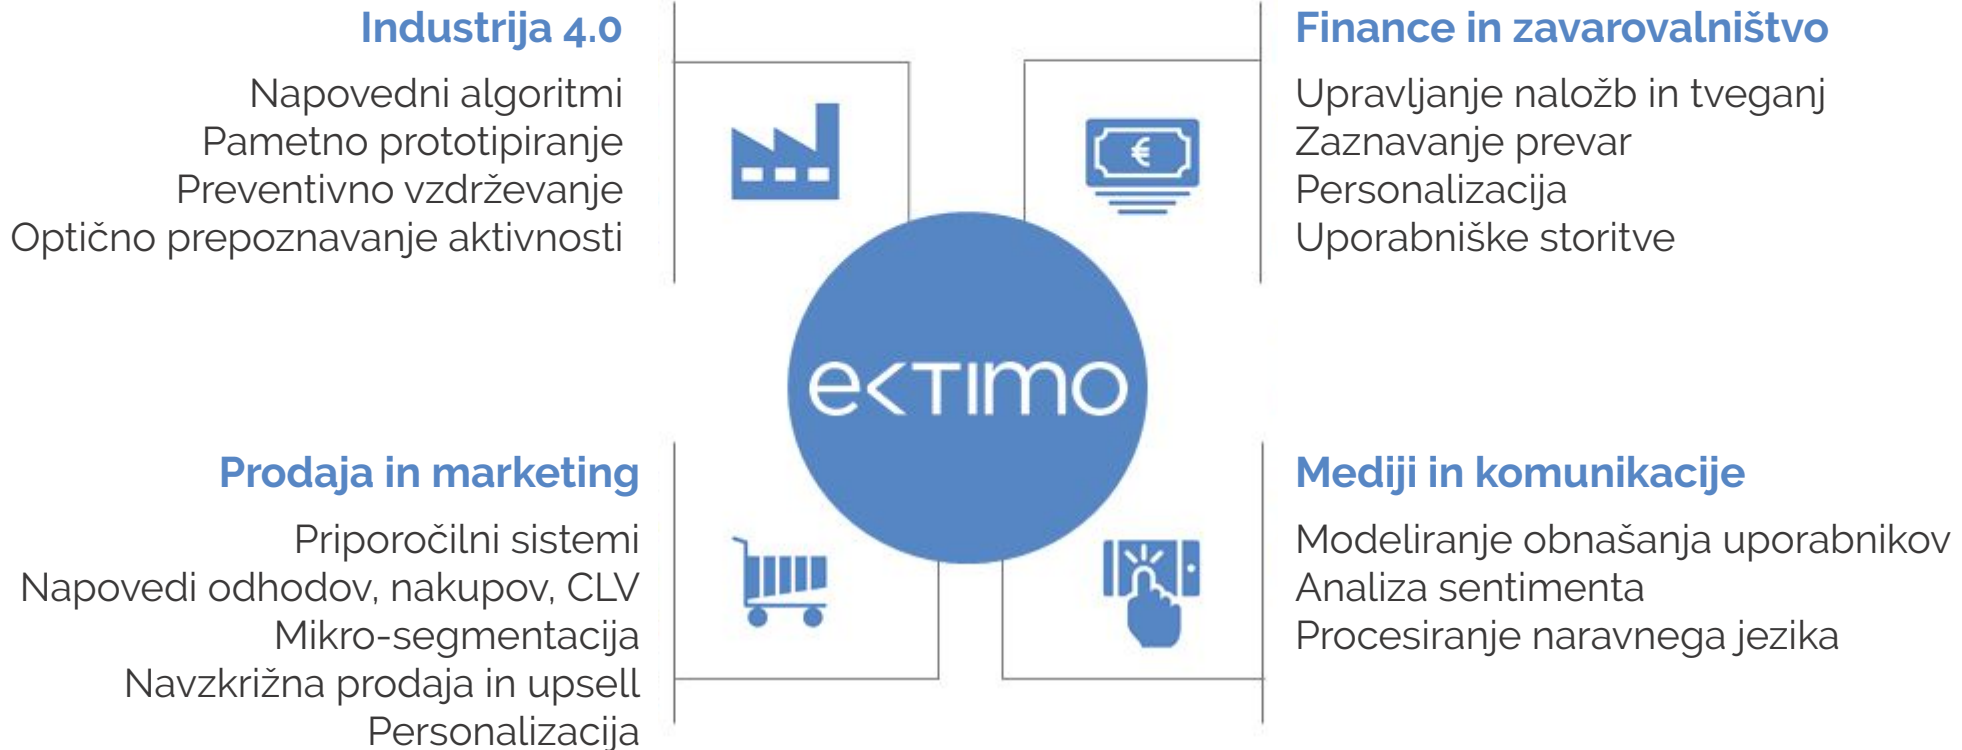 Industrija 4.0
Napovedni algoritmi
Pametno prototipiranje
Preventivno vzdrževanje
Optično prepoznavanje aktivnosti
Finance in zavarovalništvo
Upravljanje naložb in tveganj
Zaznavanje prevar
Personalizacija
Uporabniške storitve
€
e<TIMO
Prodaja in marketing
Priporočilni sistemi
Napovedi odhodov, nakupov, CLV
Mikro-segmentacija
Navzkrižna prodaja in upsell
Personalizacija
Mediji in komunikacije
Modeliranje obnašanja uporabnikov
Analiza sentimenta
Procesiranje naravnega jezika